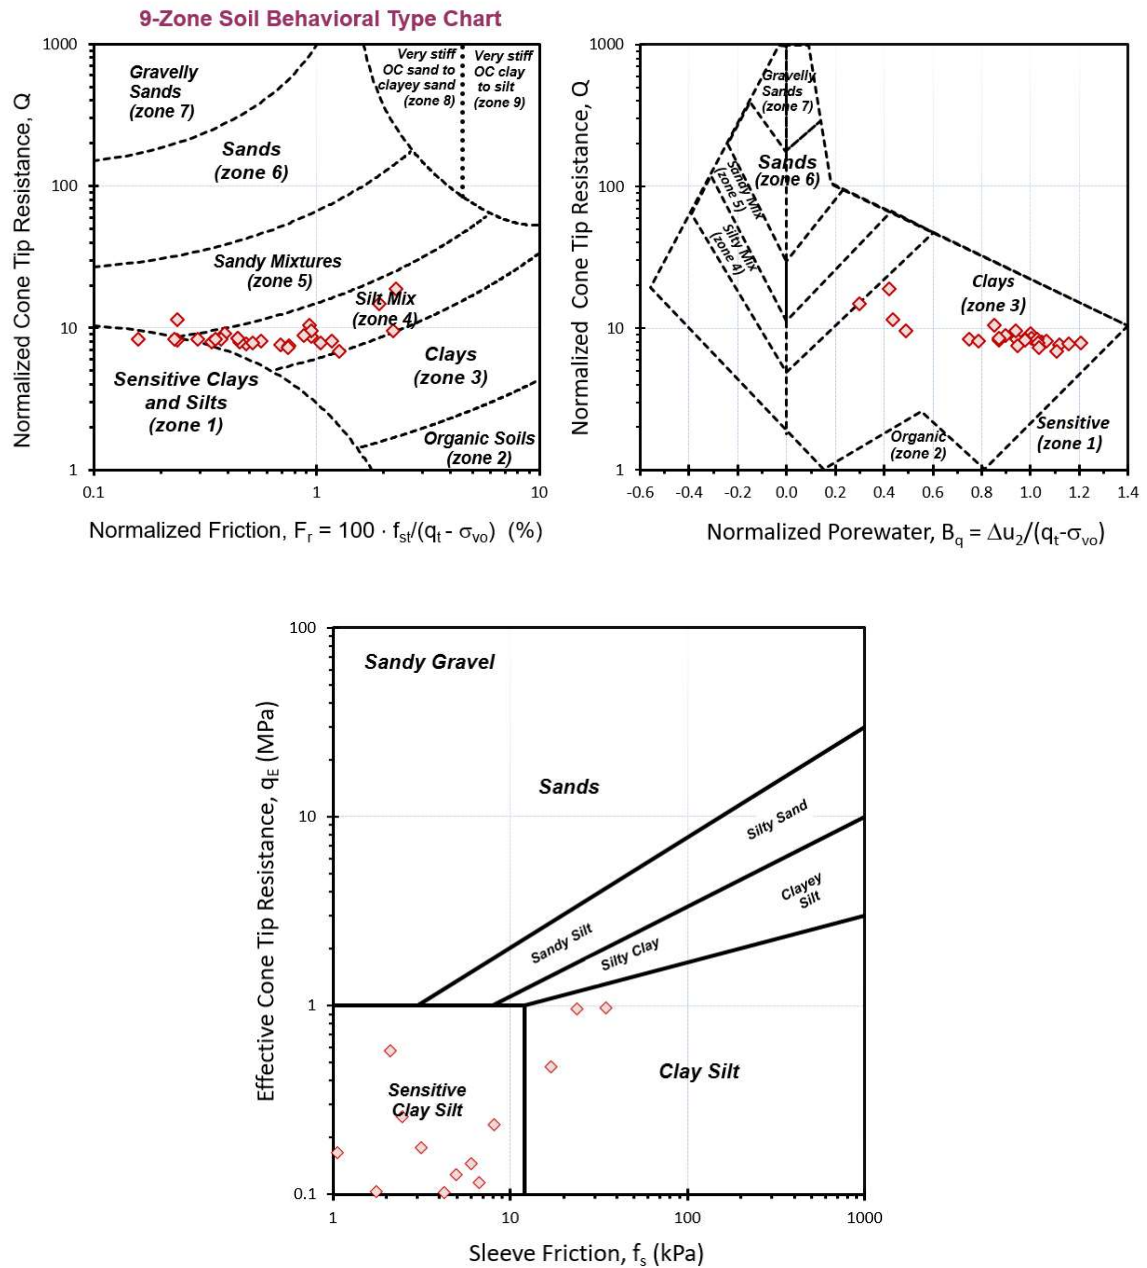 9-Zone Soil Behavioral Type Chart
Normalized Cone Tip Resistance, Q
1000
100
10
1
Gravelly
Sands
(zone 7)
Very stiff
OC sand to
clayey sand
(zone 8)
Very stiff
OC clay
to silt
(zone 9)
Sands
(zone 6)
Sandy Mixtures
(zone 5)
Silt Mix
(zone 4)
Clays
(zone 3)
Sensitive Clays
and Silts
(zone 1)
Organic Soils
(zone 2)
0.1
1
10
Normalized Friction, Fr = 100 · fst/(qt - σvo) (%)
Normalized Cone Tip Resistance, Q
1000
100
10
1
Gravelly
Sands
(zone 7)
Sands
(zone 6)
Sandy Mix
(zone 5)
Silty Mix
(zone 4)
Clays
(zone 3)
Organic
(zone 2)
Sensitive
(zone 1)
-0.6 -0.4 -0.2 0.0 0.2 0.4 0.6 0.8 1.0 1.2 1.4
Normalized Porewater, Bq = Δu2/(qt-σvo)
Effective Cone Tip Resistance, qE (MPa)
100
10
1
0.1
Sandy Gravel
Sands
Silty Sand
Clayey
Silt
Sandy Silt
Silty Clay
Sensitive
Clay Silt
Clay Silt
1 10 100 1000
Sleeve Friction, fs (kPa)